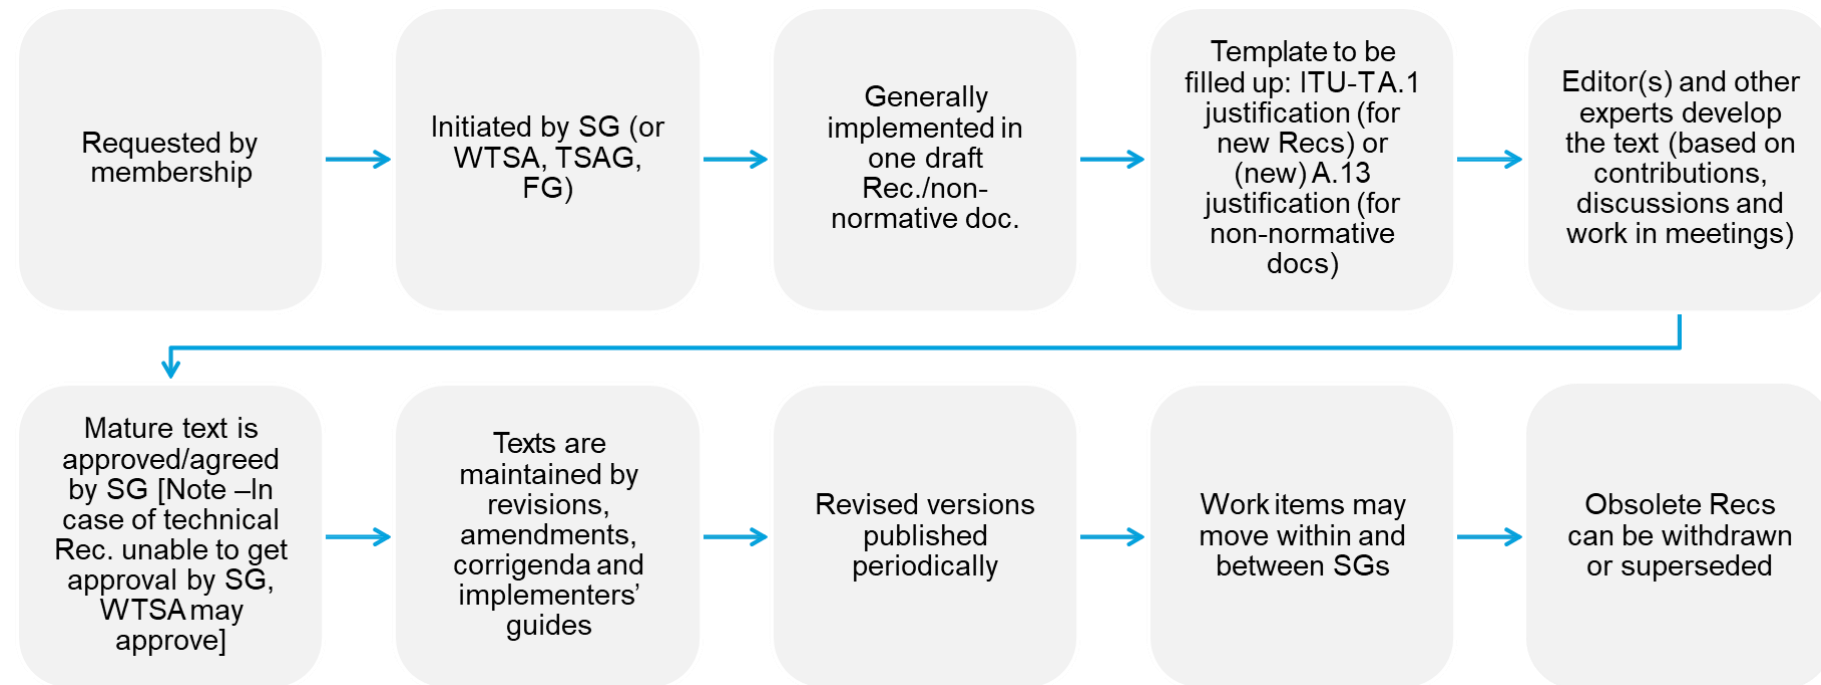 Requested by
membership
Initiated by SG (or
WTSA, TSAG,
FG)
Generally
implemented in
one draft
Rec./non-
normative doc.
Template to be
filled up: ITU-TA.1
justification (for
new Recs) or
(new) A.13
justification (for
non-normative
docs)
Editor(s) and other
experts develop
the text (based on
contributions,
discussions and
work in meetings)
Mature text is
approved/agreed
by SG [Note –In
case of technical
Rec. unable to get
approval by SG,
WTSA may
approve]
Texts are
maintained by
revisions,
amendments,
corrigenda and
implementers’
guides
Revised versions
published
periodically
Work items may
move within and
between SGs
Obsolete Recs
can be withdrawn
or superseded